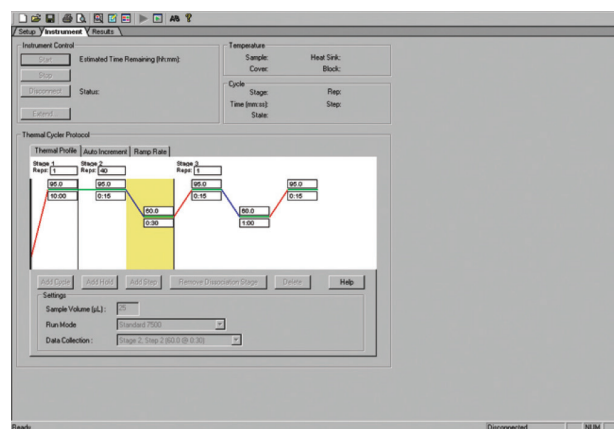 Setup Instrument Results
Instrument Control
Start
Estimated Time Remaining (hh:mm):
Stop
Disconnect
Status:
Extend...
Temperature
Sample: Heat Sink:
Cover: Block:
Cycle
Stage: Rep:
Time (mm:ss): Step:
State:
Thermal Cycler Protocol
Thermal Profile Auto Increment Ramp Rate
Stage 1 Stage 2 Stage 3
Reps: 1 Reps: 40 Reps: 1
95.0 95.0 95.0 95.0
10:00 0:15 0:15 0:15
60.0 60.0
0:30 1:00
Add Cycle Add Hold Add Step Remove Dissociation Stage Delete Help
Settings
Sample Volume (µL) : 25
Run Mode Standard 7500
Data Collection : Stage 2, Step 2 (60.0 @ 0:30)
Ready Disconnected NUM